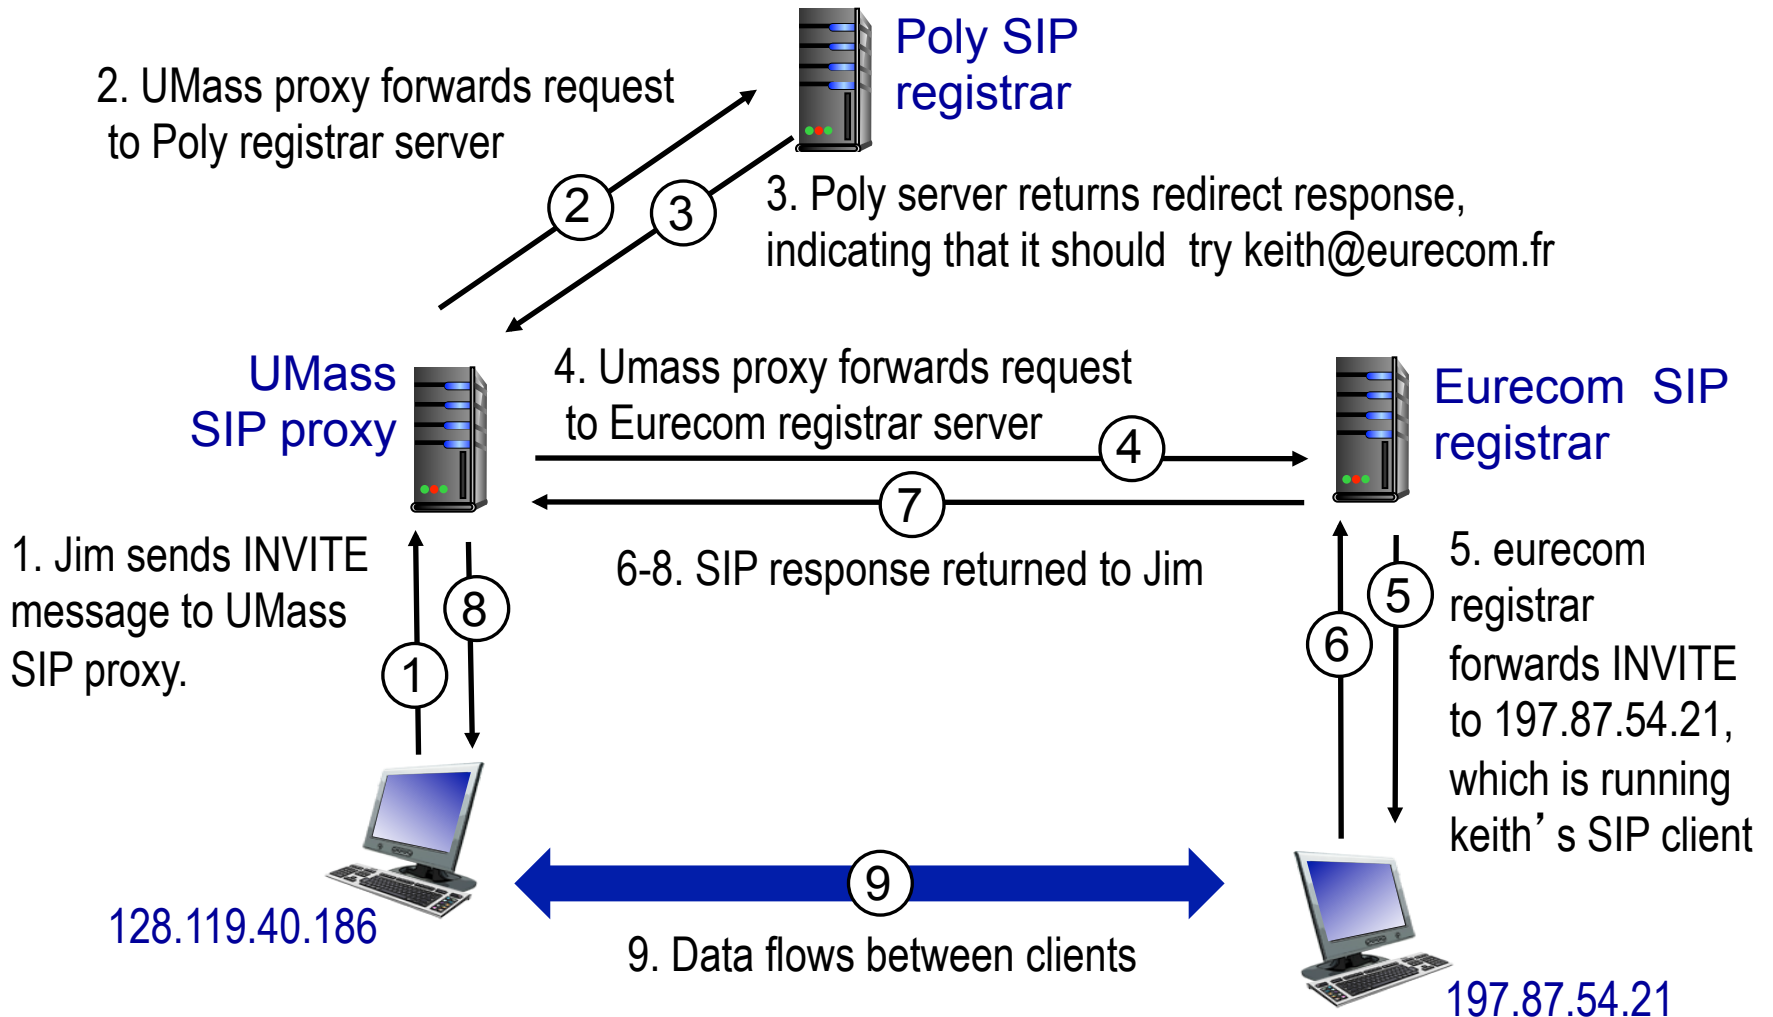 Poly SIP
registrar
2. UMass proxy forwards request
to Poly registrar server
2
3
3. Poly server returns redirect response,
indicating that it should try keith@eurecom.fr
UMass
SIP proxy
4. Umass proxy forwards request
to Eurecom registrar server
4
Eurecom SIP
registrar
7
1. Jim sends INVITE
message to UMass
SIP proxy.
8
1
6-8. SIP response returned to Jim
5
6
5. eurecom
registrar
forwards INVITE
to 197.87.54.21,
which is running
keith’s SIP client
9
128.119.40.186
9. Data flows between clients
197.87.54.21